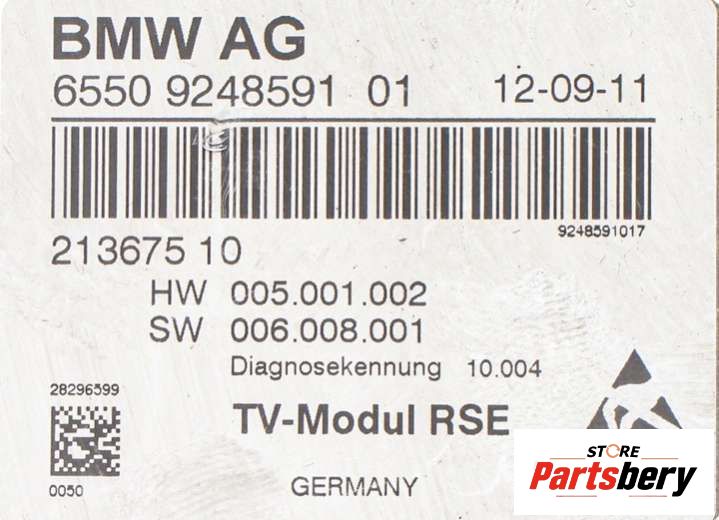 BMW AG
6550 9248591 01 12-09-11
9248591017
213675 10
HW 005.001.002
SW 006.008.001
Diagnosekennung 10.004
28296599
TV-Modul RSE
0050
GERMANY
STORE
Partsbery